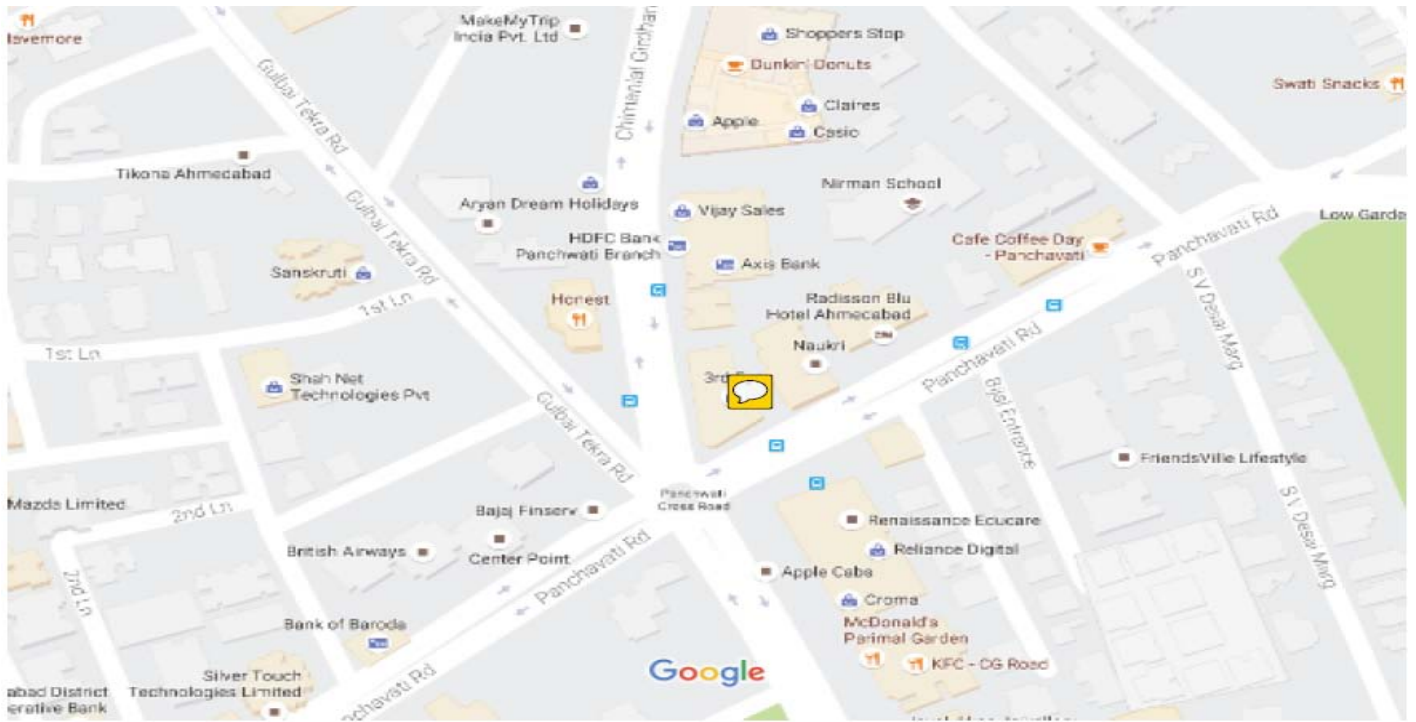 MakeMyTrip
India Pvt. Ltd
Shoppers Stop
Dunkin' Donuts
Swati Snacks
Claires
Apple
Casio
Gulbai Tekra Rd
Tikona Ahmedabad
Nirman School
Aryan Dream Holidays
Vijay Sales
Gulbai Tekra Rd
HDFC Bank
Panchwati Branch
Cafe Coffee Day
- Panchavati
Panchavati Rd
Axis Bank
Sanskruti
1st Ln
Honest
Radisson Blu
Hotel Ahmedabad
S V Desai Marg
1st Ln
Naukri
Panchavati Rd
Shah Net
Technologies Pvt
Gulbai Tekra Rd
Bijal Entrance
FriendsVille Lifestyle
Mazda Limited
2nd Ln
Panchwati
Cross Road
Bajaj Finserv
Renaissance Educare
British Airways
Center Point
Reliance Digital
S V Desai Marg
Panchavati Rd
Apple Cabs
2nd Ln
Croma
Bank of Baroda
McDonald's
Parimal Garden
KFC - CG Road
Google
Silver Touch
Technologies Limited